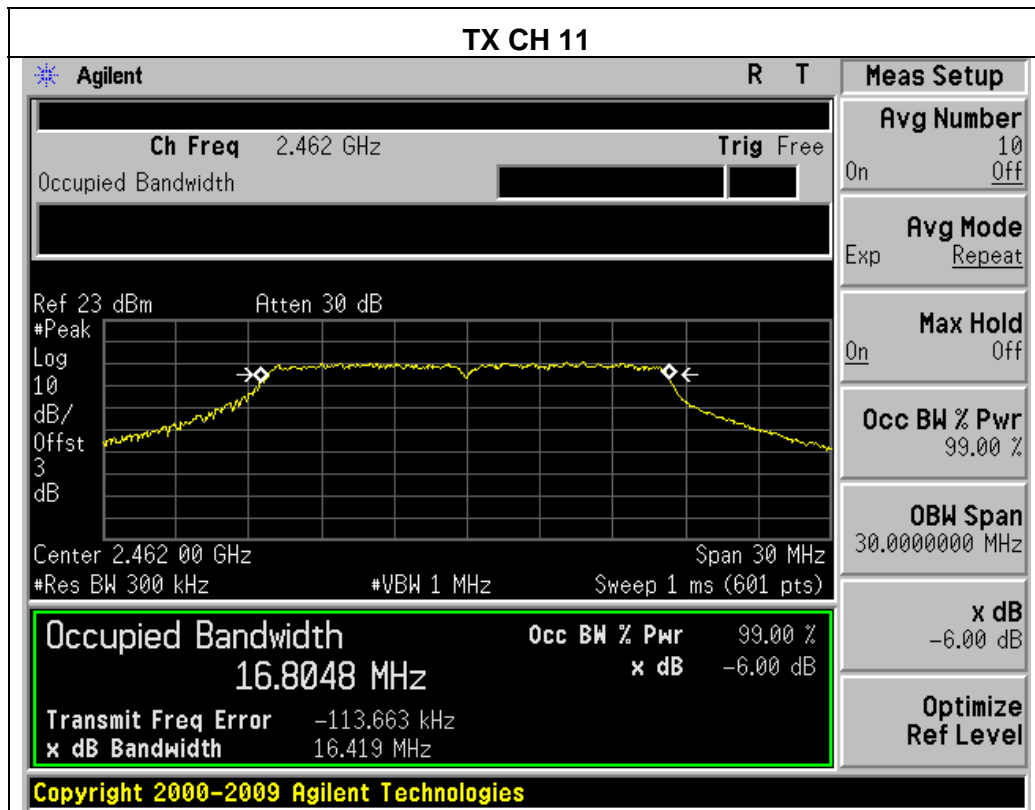 TX CH 11
Agilent R T Meas Setup
Ch Freq 2.462 GHz Trig Free
Occupied Bandwidth
Avg Number
10
On Off
Avg Mode
Exp Repeat
Max Hold
On Off
Occ BW % Pwr
99.00 %
OBW Span
30.0000000 MHz
x dB
-6.00 dB
Optimize
Ref Level
Ref 23 dBm Atten 30 dB
#Peak
Log
10
dB/
Offst
3
dB
Center 2.462 00 GHz Span 30 MHz
#Res BW 300 kHz #VBW 1 MHz Sweep 1 ms (601 pts)
Occupied Bandwidth Occ BW % Pwr 99.00 %
16.8048 MHz x dB -6.00 dB
Transmit Freq Error -113.663 kHz
x dB Bandwidth 16.419 MHz
Copyright 2000-2009 Agilent Technologies